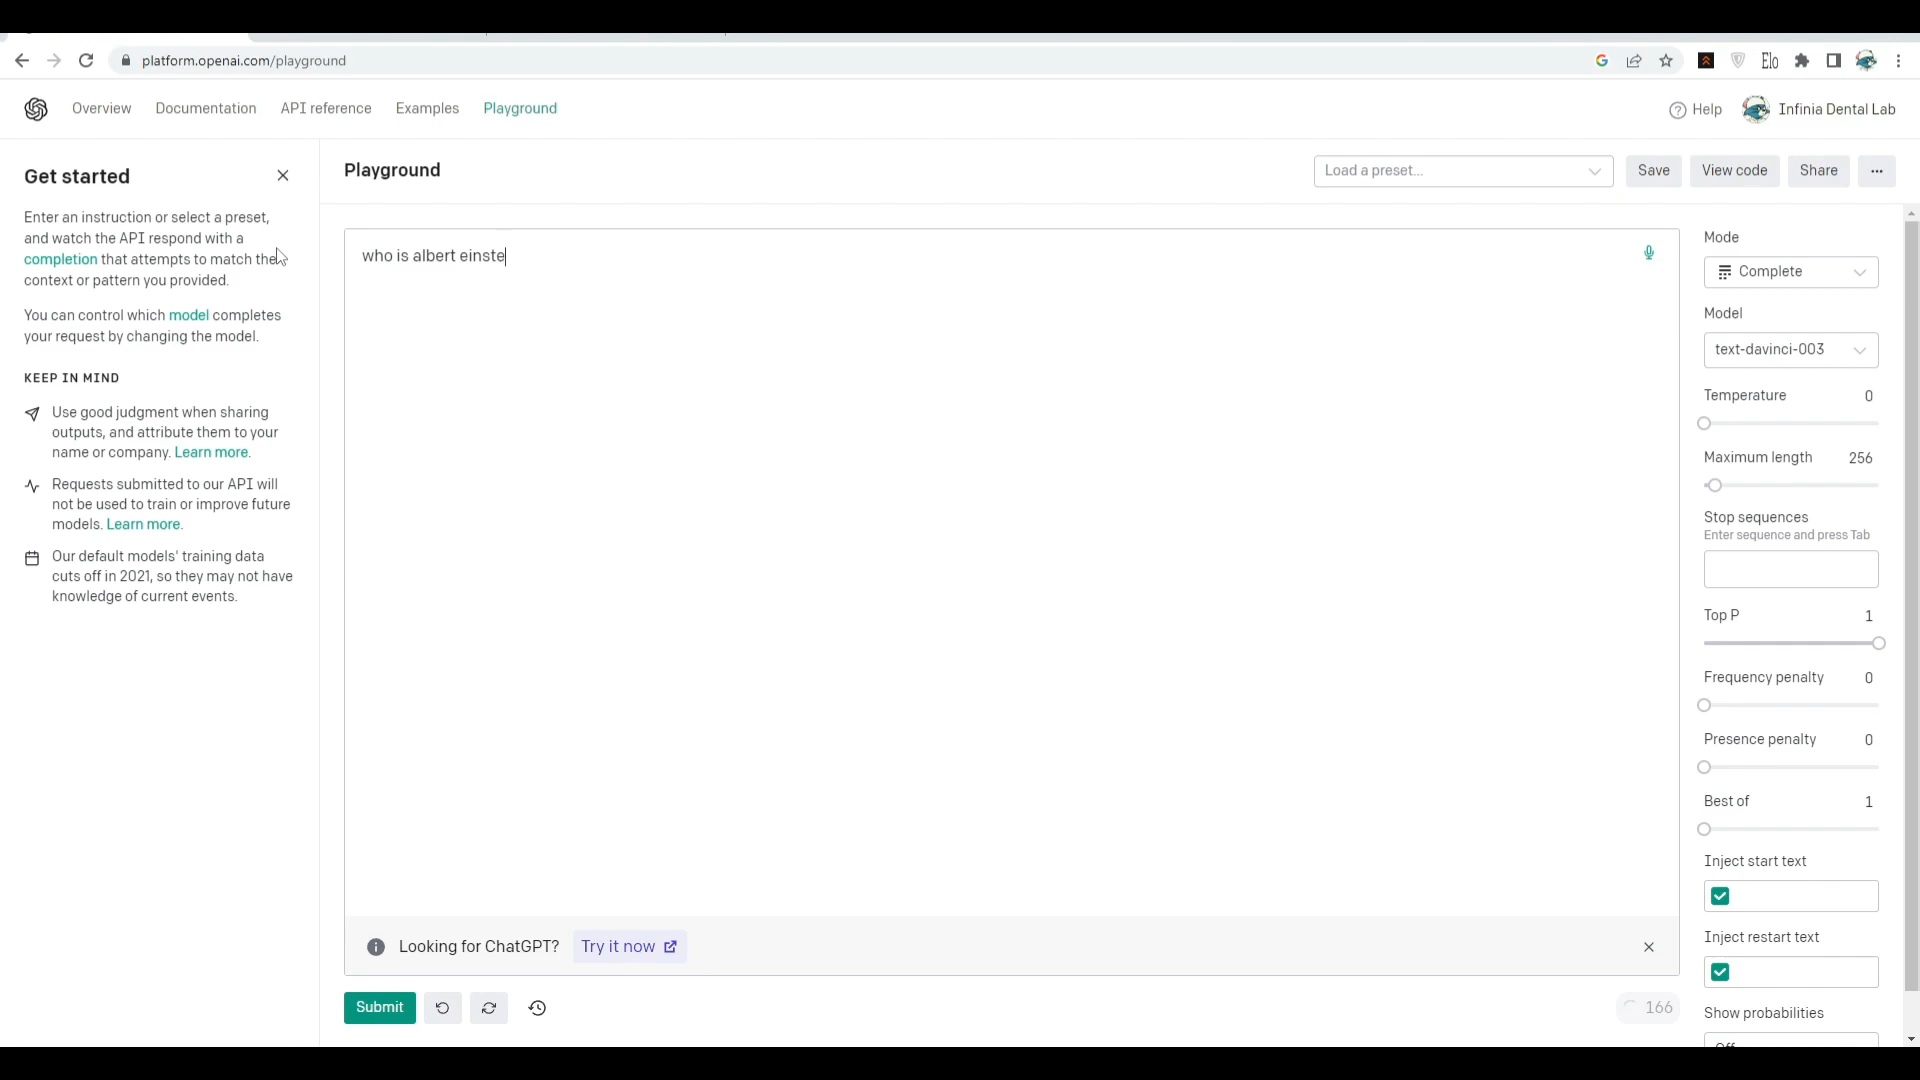 platform.openai.com/playground
Elo
Overview Documentation API reference Examples Playground
Help Infinia Dental Lab
Get started
Enter an instruction or select a preset,
and watch the API respond with a
completion that attempts to match the
context or pattern you provided.
You can control which model completes
your request by changing the model.
KEEP IN MIND
Use good judgment when sharing
outputs, and attribute them to your
name or company. Learn more.
Requests submitted to our API will
not be used to train or improve future
models. Learn more.
Our default models' training data
cuts off in 2021, so they may not have
knowledge of current events.
Playground
Load a preset...
Save View code Share ...
who is albert einste
Looking for ChatGPT? Try it now
Submit
166
Mode
Complete
Model
text-davinci-003
Temperature 0
Maximum length 256
Stop sequences
Enter sequence and press Tab
Top P 1
Frequency penalty 0
Presence penalty 0
Best of 1
Inject start text
Inject restart text
Show probabilities
Off